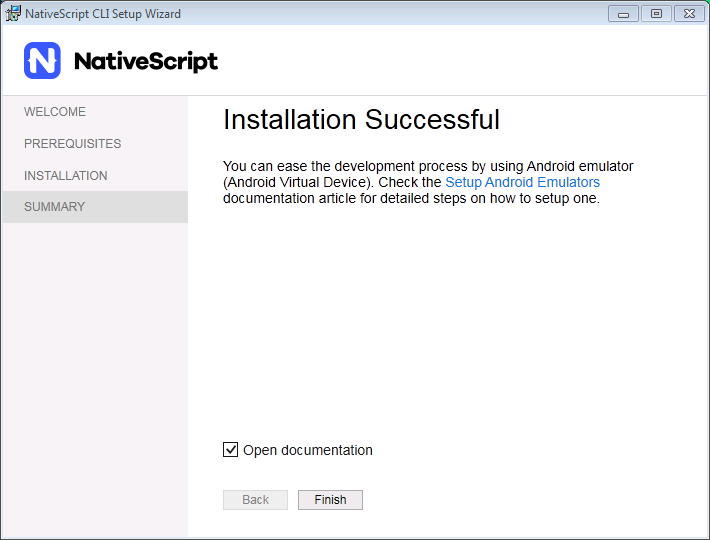 NativeScript CLI Setup Wizard
NativeScript
WELCOME
PREREQUISITES
INSTALLATION
SUMMARY
Installation Successful
You can ease the development process by using Android emulator
(Android Virtual Device). Check the Setup Android Emulators
documentation article for detailed steps on how to setup one.
Open documentation
Back
Finish